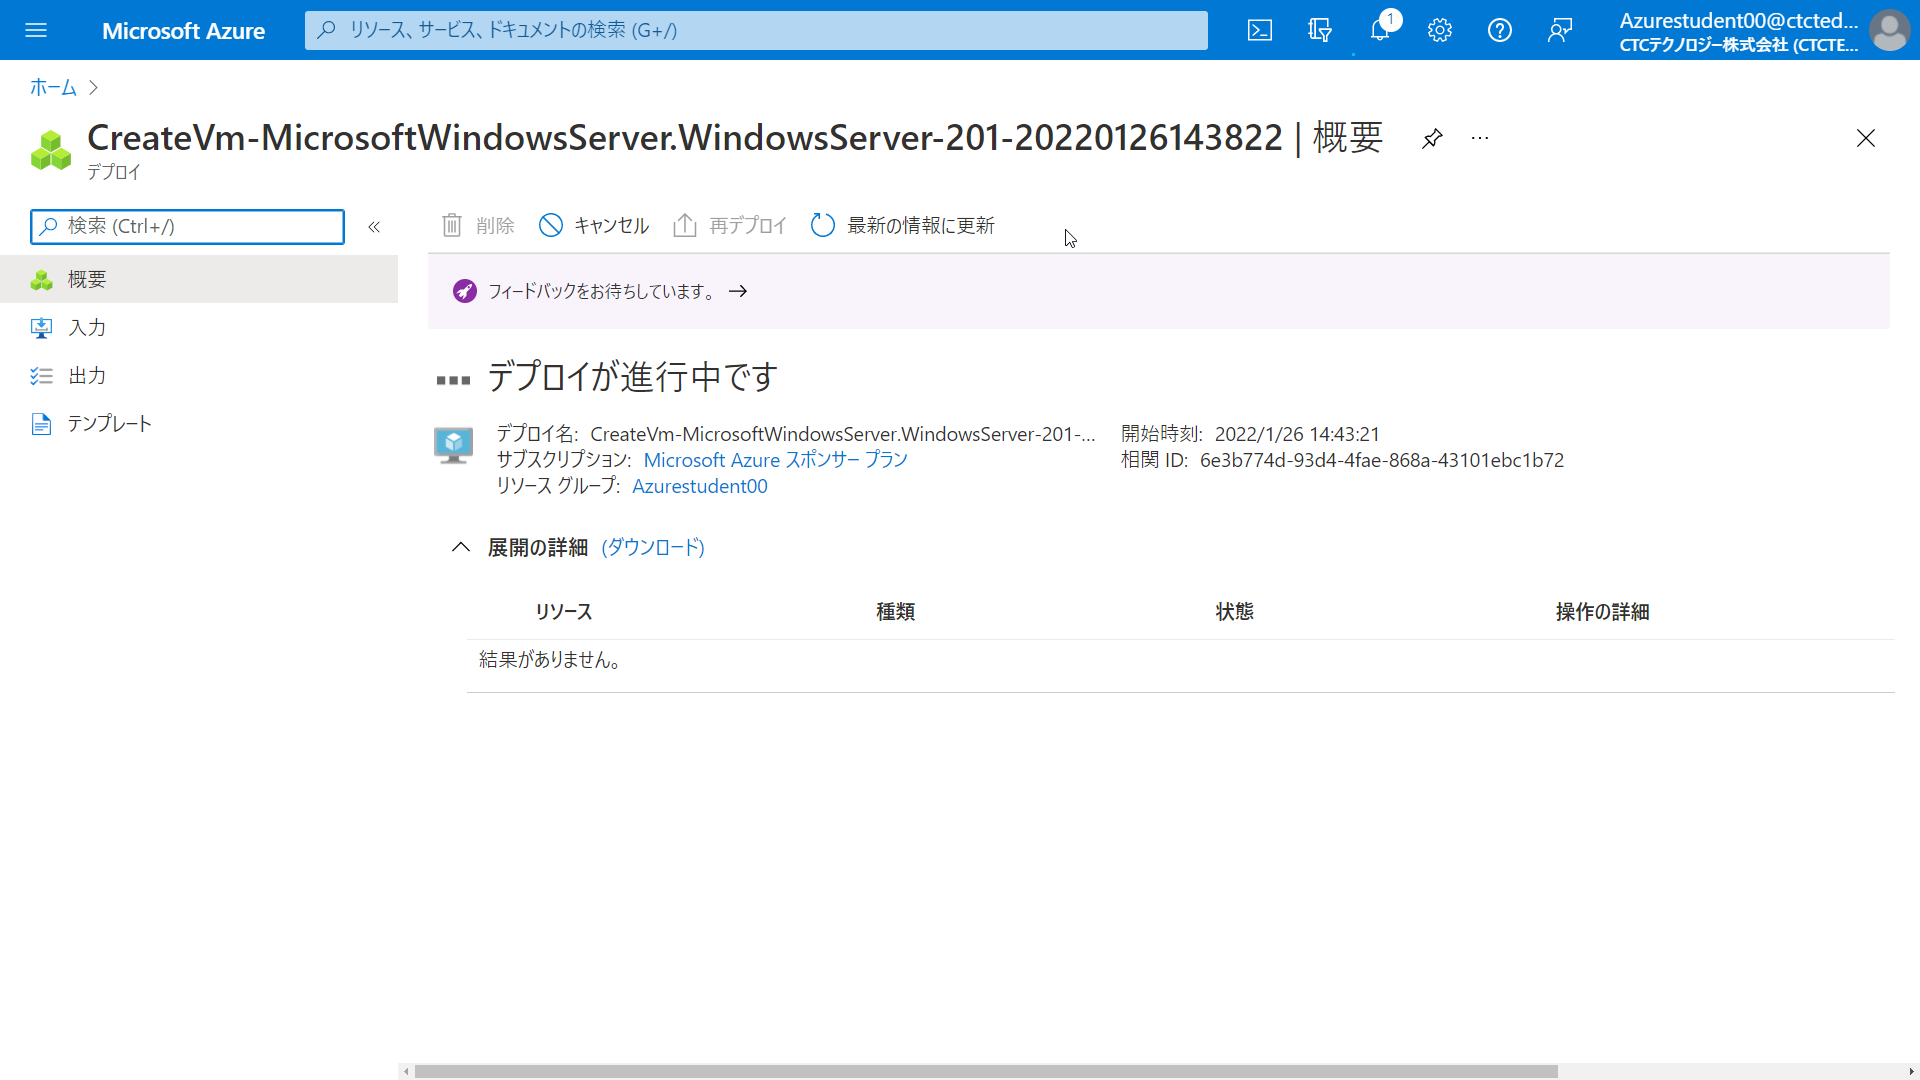 Microsoft Azure
リソース、サービス、ドキュメントの検索 (G+/)
1
Azurestudent00@ctcted...
CTCテクノロジー株式会社 (CTCTE...
ホーム
CreateVm-MicrosoftWindowsServer.WindowsServer-201-20220126143822 | 概要
デプロイ
検索 (Ctrl+/)
削除
キャンセル
再デプロイ
最新の情報に更新
概要
入力
出力
テンプレート
フィードバックをお待ちしています。
デプロイが進行中です
デプロイ名: CreateVm-MicrosoftWindowsServer.WindowsServer-201-...
サブスクリプション: Microsoft Azure スポンサー プラン
リソース グループ: Azurestudent00
開始時刻: 2022/1/26 14:43:21
相関 ID: 6e3b774d-93d4-4fae-868a-43101ebc1b72
展開の詳細 (ダウンロード)
リソース 種類 状態 操作の詳細
結果がありません。